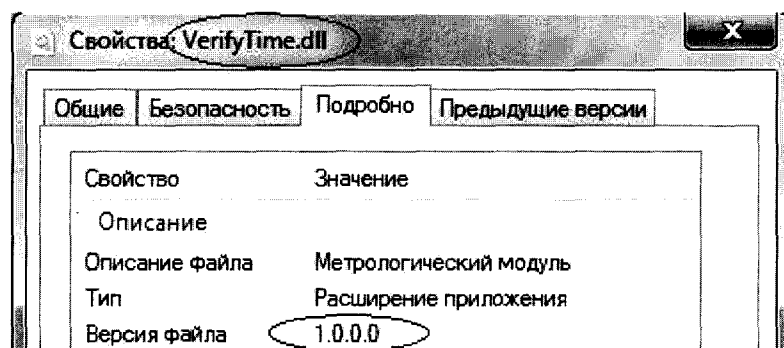 Свойства: VerifyTime.dll
X
Общие Безопасность Подробно Предыдущие версии
Свойство Значение
Описание
Описание файла Метрологический модуль
Тип Расширение приложения
Версия файла 1.0.0.0